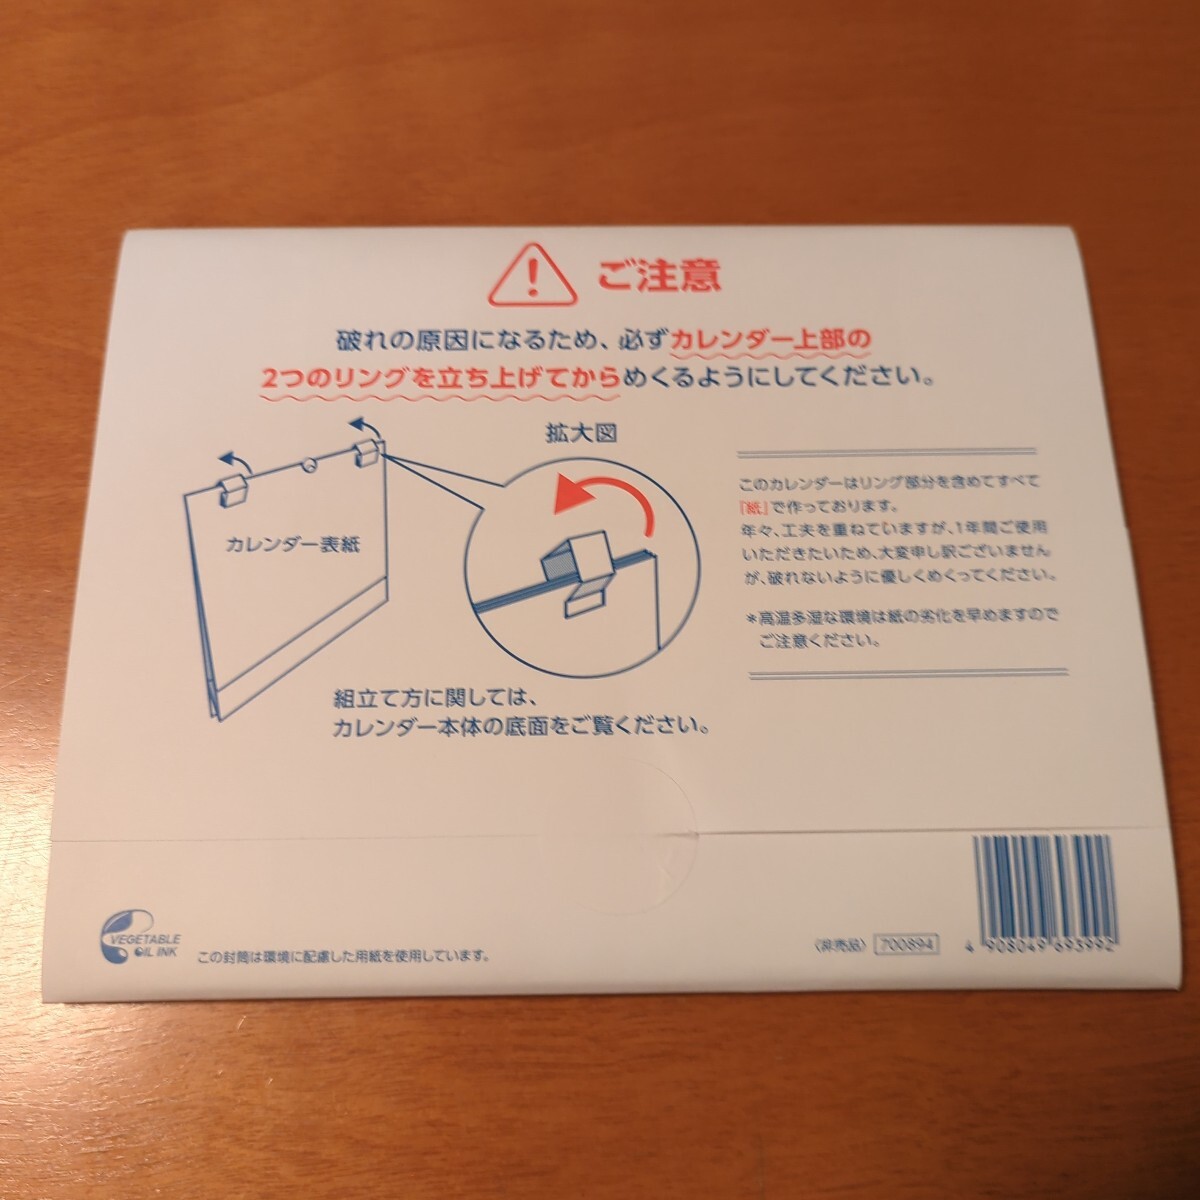 ご注意
破れの原因になるため、必ずカレンダー上部の
2つのリングを立ち上げてからめくるようにしてください。
拡大図
カレンダー表紙
このカレンダーはリング部分を含めてすべて
「紙」で作っております。
年々、工夫を重ねていますが、1年間ご使用
いただきたいため、大変申し訳ございません
が、破れないように優しくめくってください。
*高温多湿な環境は紙の劣化を早めますので
ご注意ください。
組立て方に関しては、
カレンダー本体の底面をご覧ください。
VEGETABLE
OIL INK
この封筒は環境に配慮した用紙を使用しています。
(非売品) 700894
4 908049 693992